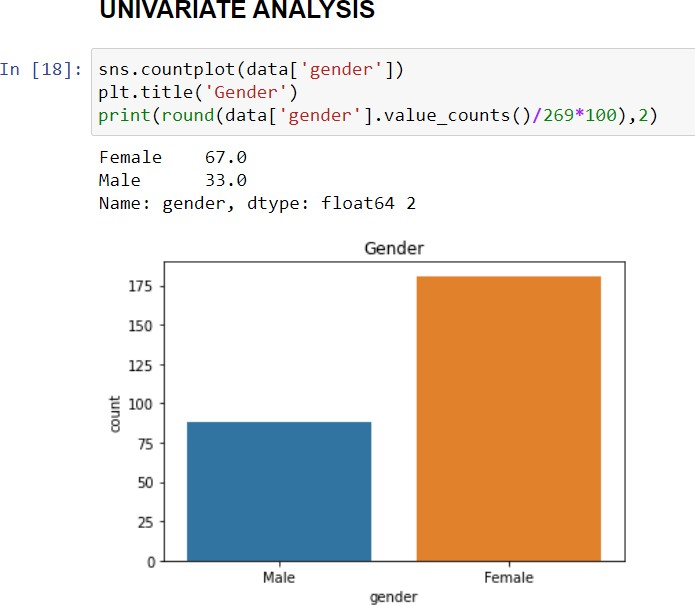 UNIVARIATE ANALYSIS
In [18]:
sns.countplot(data['gender'])
plt.title('Gender')
print(round(data['gender'].value_counts()/269*100),2)
Female    67.0
Male      33.0
Name: gender, dtype: float64 2
Gender
175
150
125
100
75
50
25
0
count
Male
Female
gender